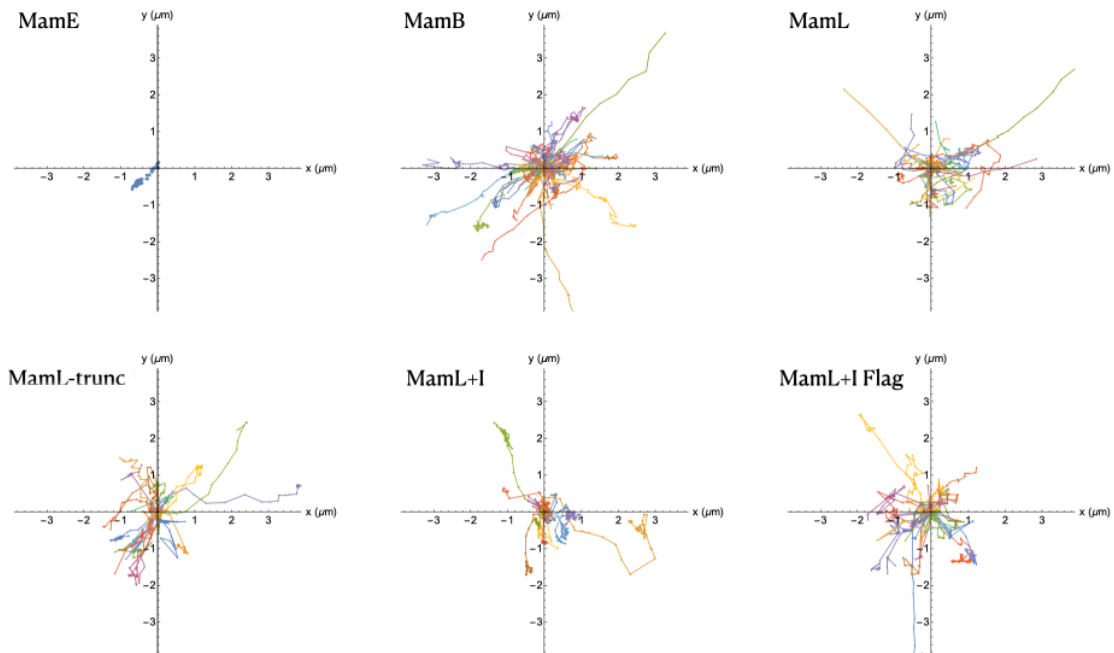 MamE
y (μm)
3
2
1
-3 -2 -1 1 2 3 x (μm)
-1
-2
-3
MamB
y (μm)
3
2
1
-3 -2 -1 1 2 3 x (μm)
-1
-2
-3
MamL
y (μm)
3
2
1
-3 -2 -1 1 2 3 x (μm)
-1
-2
-3
MamL-trunc
y (μm)
3
2
1
-3 -2 -1 1 2 3 x (μm)
-1
-2
-3
MamL+I
y (μm)
3
2
1
-3 -2 -1 1 2 3 x (μm)
-1
-2
-3
MamL+I Flag
y (μm)
3
2
1
-3 -2 -1 1 2 3 x (μm)
-1
-2
-3